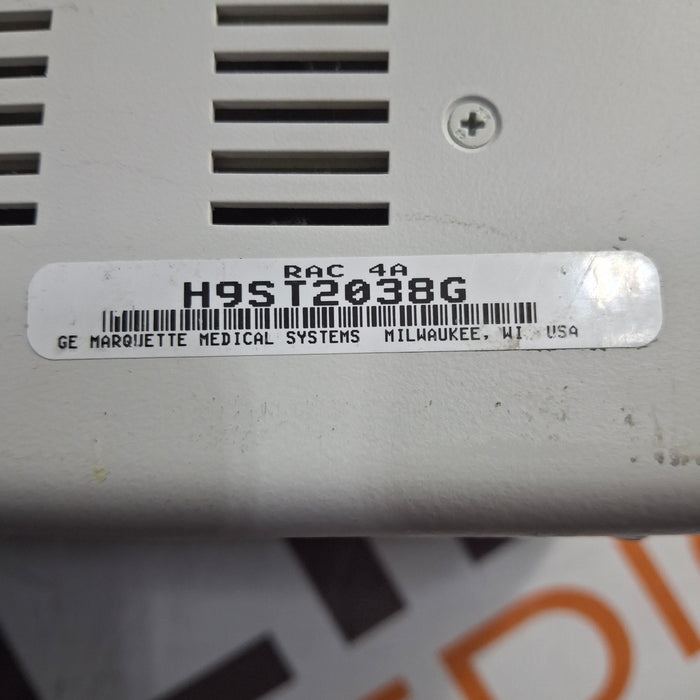 RAC 4A
H9ST2038G
GE MARQUETTE MEDICAL SYSTEMS MILWAUKEE, WI USA